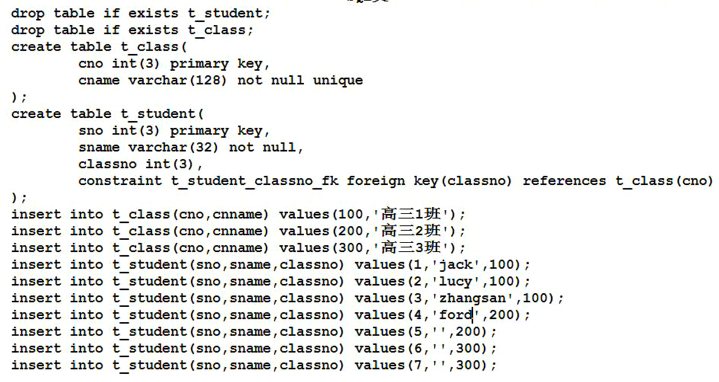 drop table if exists t_student;
drop table if exists t_class;
create table t_class(
        cno int(3) primary key,
        cname varchar(128) not null unique
);
create table t_student(
        sno int(3) primary key,
        sname varchar(32) not null,
        classno int(3),
        constraint t_student_classno_fk foreign key(classno) references t_class(cno)
);
insert into t_class(cno,cnname) values(100,'高三1班');
insert into t_class(cno,cnname) values(200,'高三2班');
insert into t_class(cno,cnname) values(300,'高三3班');
insert into t_student(sno,sname,classno) values(1,'jack',100);
insert into t_student(sno,sname,classno) values(2,'lucy',100);
insert into t_student(sno,sname,classno) values(3,'zhangsan',100);
insert into t_student(sno,sname,classno) values(4,'ford',200);
insert into t_student(sno,sname,classno) values(5,'',200);
insert into t_student(sno,sname,classno) values(6,'',300);
insert into t_student(sno,sname,classno) values(7,'',300);